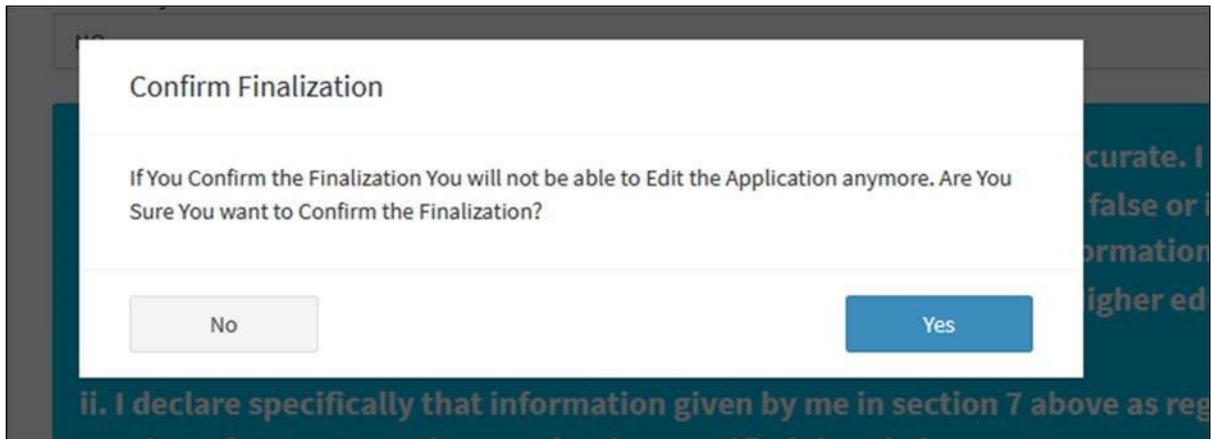 Confirm Finalization
If You Confirm the Finalization You will not be able to Edit the Application anymore. Are You
Sure You want to Confirm the Finalization?
curate. I
false or
ormation
igher ed
No
Yes
ii. I declare specifically that information given by me in section 7 above as reg